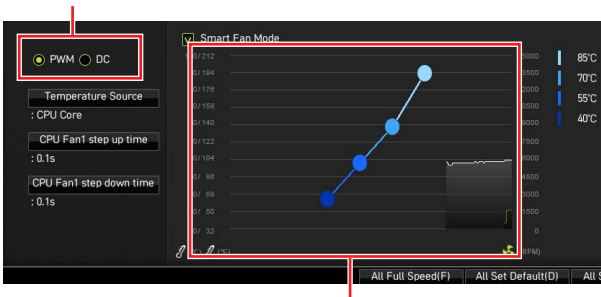 Smart Fan Mode
PWM DC
Temperature Source
: CPU Core
CPU Fan1 step up time
: 0.1s
CPU Fan1 step down time
: 0.1s
0/212
0/194
0/176
0/158
0/140
0/122
0/104
0/ 86
0/ 68
0/ 50
0/ 32
(°C) (°F)
5000
3500
2000
0500
9000
7500
6000
4500
3000
1500
0
(RPM)
85°C
70°C
55°C
40°C
All Full Speed(F) All Set Default(D) All